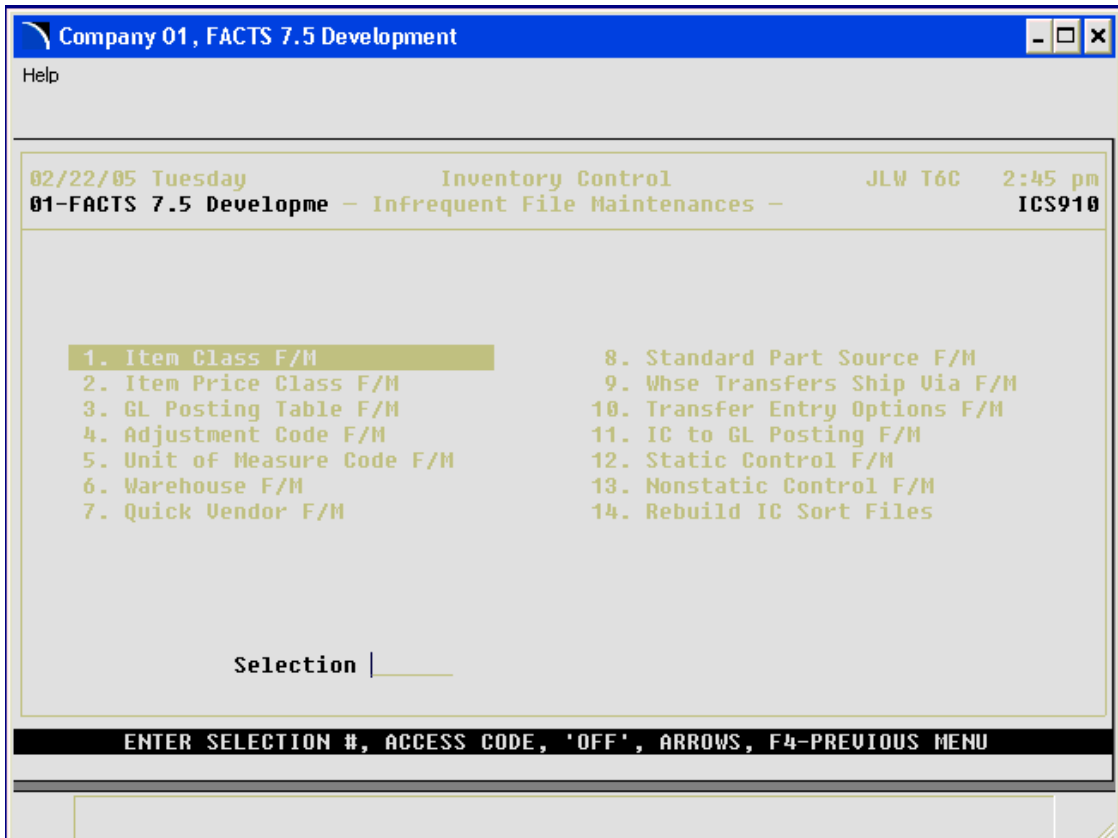 Company 01, FACTS 7.5 Development
Help
02/22/05 Tuesday Inventory Control JLW T6C 2:45 pm
01-FACTS 7.5 Developme — Infrequent File Maintenances — ICS910
1. Item Class F/M
2. Item Price Class F/M
3. GL Posting Table F/M
4. Adjustment Code F/M
5. Unit of Measure Code F/M
6. Warehouse F/M
7. Quick Vendor F/M
8. Standard Part Source F/M
9. Whse Transfers Ship Via F/M
10. Transfer Entry Options F/M
11. IC to GL Posting F/M
12. Static Control F/M
13. Nonstatic Control F/M
14. Rebuild IC Sort Files
Selection
ENTER SELECTION #, ACCESS CODE, 'OFF', ARROWS, F4-PREVIOUS MENU